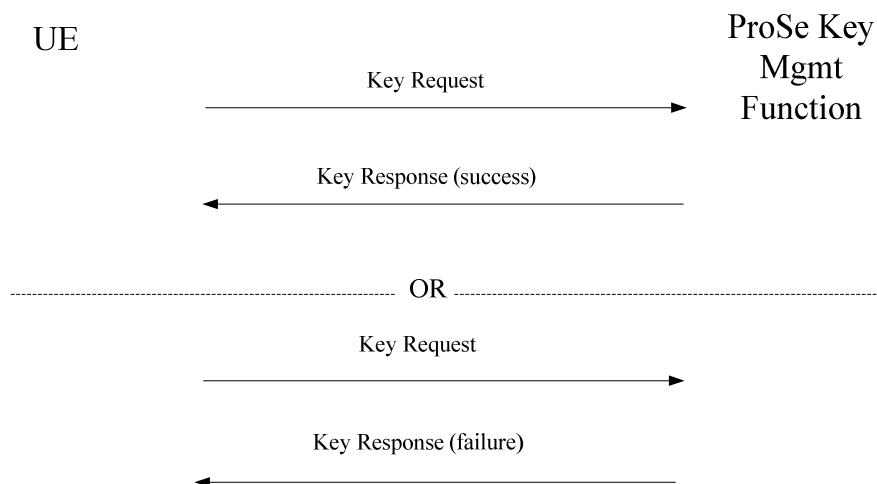 UE
ProSe Key
Mgmt
Function
Key Request
Key Response (success)
OR
Key Request
Key Response (failure)